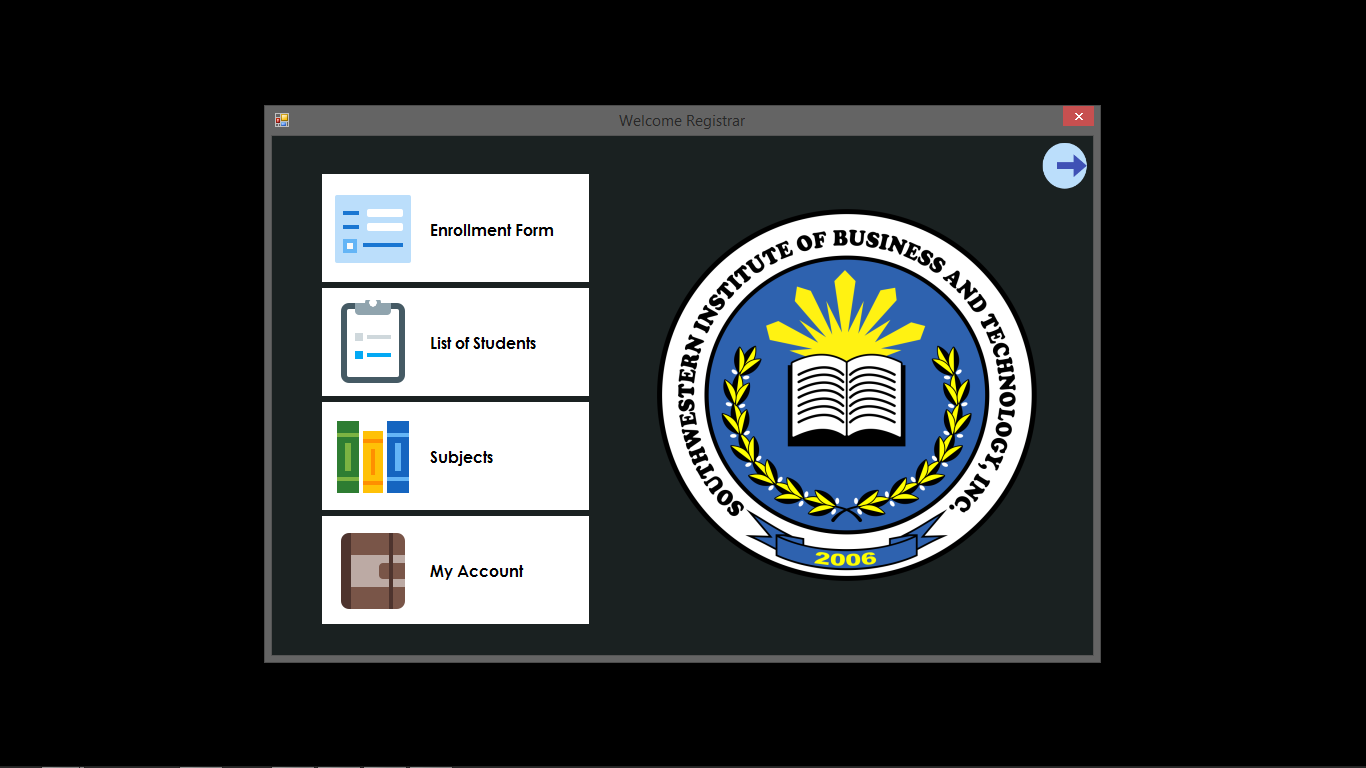 Welcome Registrar
Enrollment Form
List of Students
Subjects
My Account
SOUTHWESTERN INSTITUTE OF BUSINESS AND TECHNOLOGY, INC.
2006